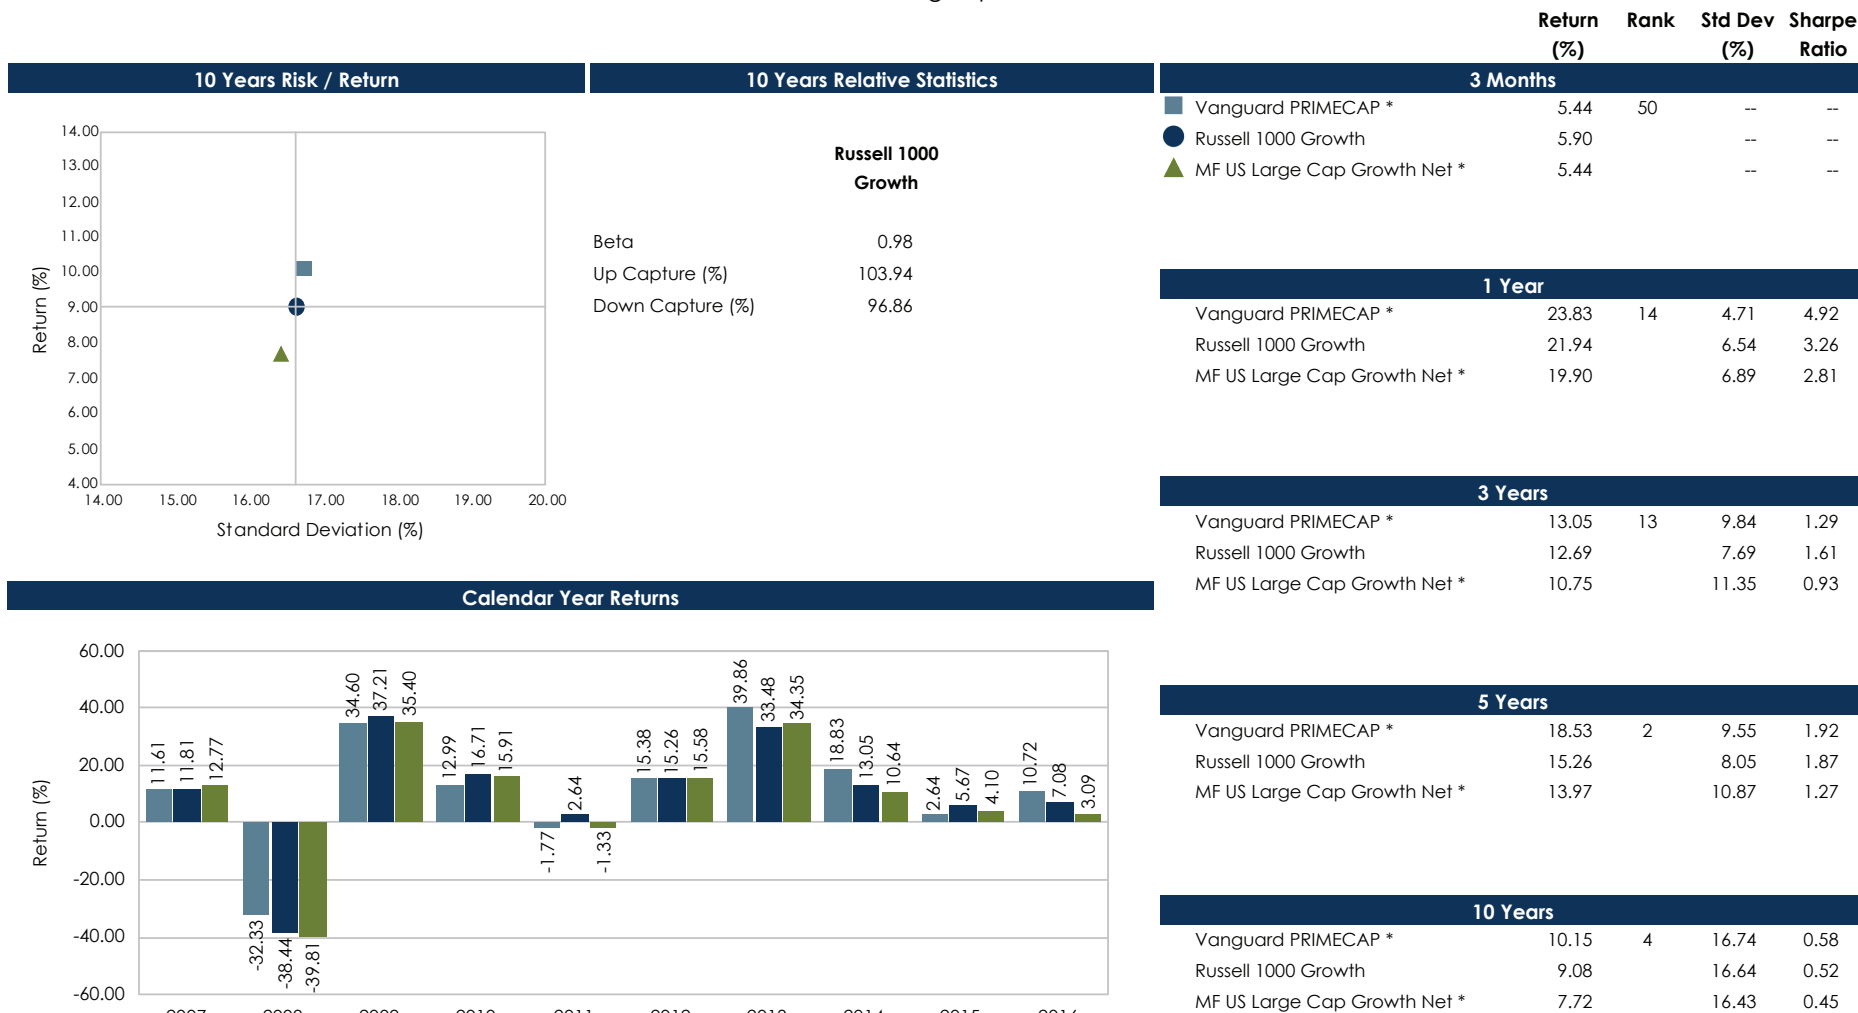 Return Rank Std Dev Sharpe
(%) (%) Ratio
10 Years Risk / Return
14.00
13.00
12.00
11.00
10.00
9.00
8.00
7.00
6.00
5.00
4.00
Return (%)
14.00 15.00 16.00 17.00 18.00 19.00 20.00
Standard Deviation (%)
10 Years Relative Statistics
Russell 1000
Growth
Beta 0.98
Up Capture (%) 103.94
Down Capture (%) 96.86
3 Months
Vanguard PRIMECAP * 5.44 50 -- --
Russell 1000 Growth 5.90 -- --
MF US Large Cap Growth Net * 5.44 -- --
1 Year
Vanguard PRIMECAP * 23.83 14 4.71 4.92
Russell 1000 Growth 21.94 6.54 3.26
MF US Large Cap Growth Net * 19.90 6.89 2.81
3 Years
Vanguard PRIMECAP * 13.05 13 9.84 1.29
Russell 1000 Growth 12.69 7.69 1.61
MF US Large Cap Growth Net * 10.75 11.35 0.93
5 Years
Vanguard PRIMECAP * 18.53 2 9.55 1.92
Russell 1000 Growth 15.26 8.05 1.87
MF US Large Cap Growth Net * 13.97 10.87 1.27
10 Years
Vanguard PRIMECAP * 10.15 4 16.74 0.58
Russell 1000 Growth 9.08 16.64 0.52
MF US Large Cap Growth Net * 7.72 16.43 0.45
Calendar Year Returns
60.00
40.00
20.00
0.00
-20.00
-40.00
-60.00
Return (%)
11.61 11.81 12.77
-32.33 -38.44 -39.81
34.60 37.21 35.40
12.99 16.71 15.91
-1.77 2.64 -1.33
15.38 15.26 15.58
39.86 33.48 34.35
18.83 13.05 10.64
2.64 5.67 4.10
10.72 7.08 3.09